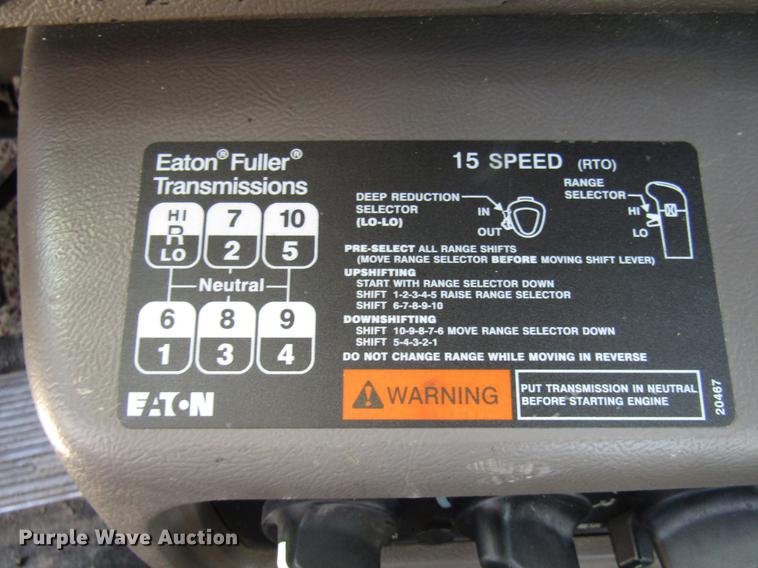 Eaton® Fuller®
Transmissions
15 SPEED (RTO)
HI 7 10
R
LO 2 5
Neutral
6 8 9
1 3 4
EATON
DEEP REDUCTION
SELECTOR
(LO-LO)
IN
OUT
RANGE
SELECTOR
HI
LO
PRE-SELECT ALL RANGE SHIFTS
(MOVE RANGE SELECTOR BEFORE MOVING SHIFT LEVER)
UPSHIFTING
START WITH RANGE SELECTOR DOWN
SHIFT 1-2-3-4-5 RAISE RANGE SELECTOR
SHIFT 6-7-8-9-10
DOWNSHIFTING
SHIFT 10-9-8-7-6 MOVE RANGE SELECTOR DOWN
SHIFT 5-4-3-2-1
DO NOT CHANGE RANGE WHILE MOVING IN REVERSE
WARNING
PUT TRANSMISSION IN NEUTRAL
BEFORE STARTING ENGINE
20467
Purple Wave Auction